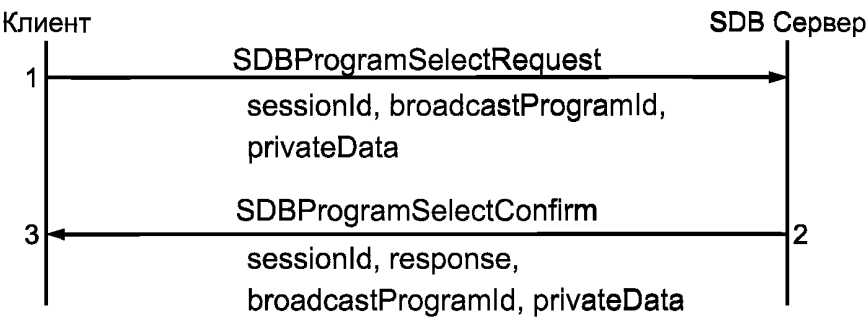 Клиент
SDB Сервер
SDBProgramSelectRequest
1
sessionId, broadcastProgramId,
privateData
SDBProgramSelectConfirm
3
2
sessionId, response,
broadcastProgramId, privateData